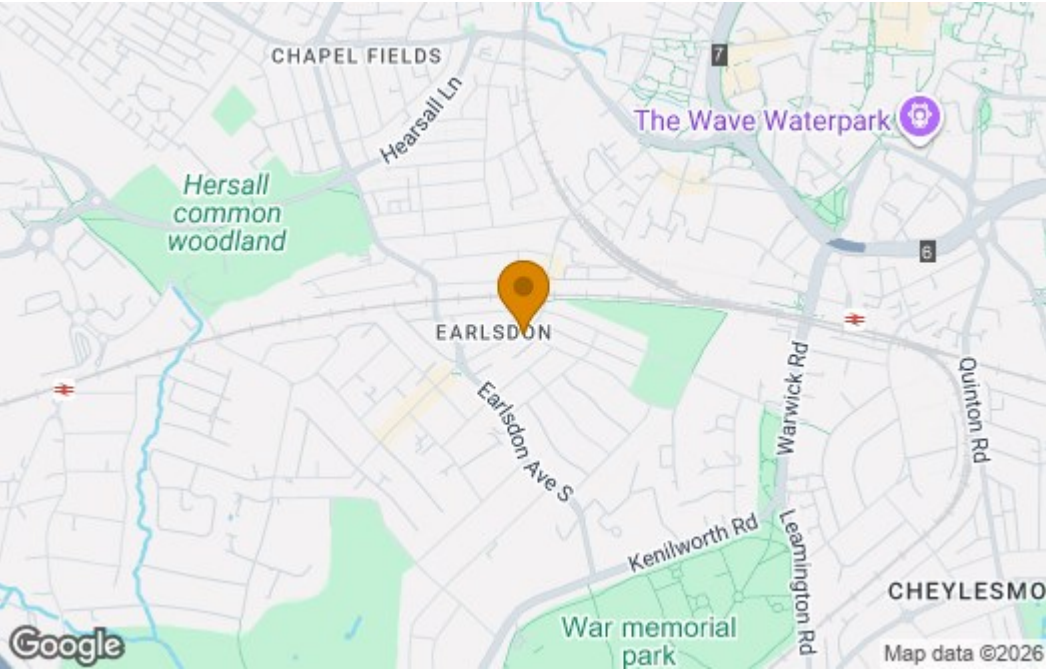 CHAPEL FIELDS
7
The Wave Waterpark
Hearsall Ln
Hersall
common
woodland
6
EARLSDON
Warwick Rd
Quinton Rd
Earlsdon Ave S
Kenilworth Rd
Leamington Rd
CHEYLESMO
War memorial
park
Google
Map data ©2026